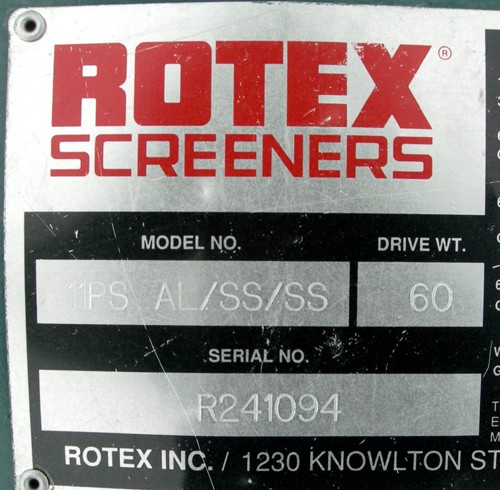 ROTEX®
SCREENERS
MODEL NO. DRIVE WT.
11PS AL/SS/SS 60
SERIAL NO.
R241094
ROTEX INC. / 1230 KNOWLTON ST